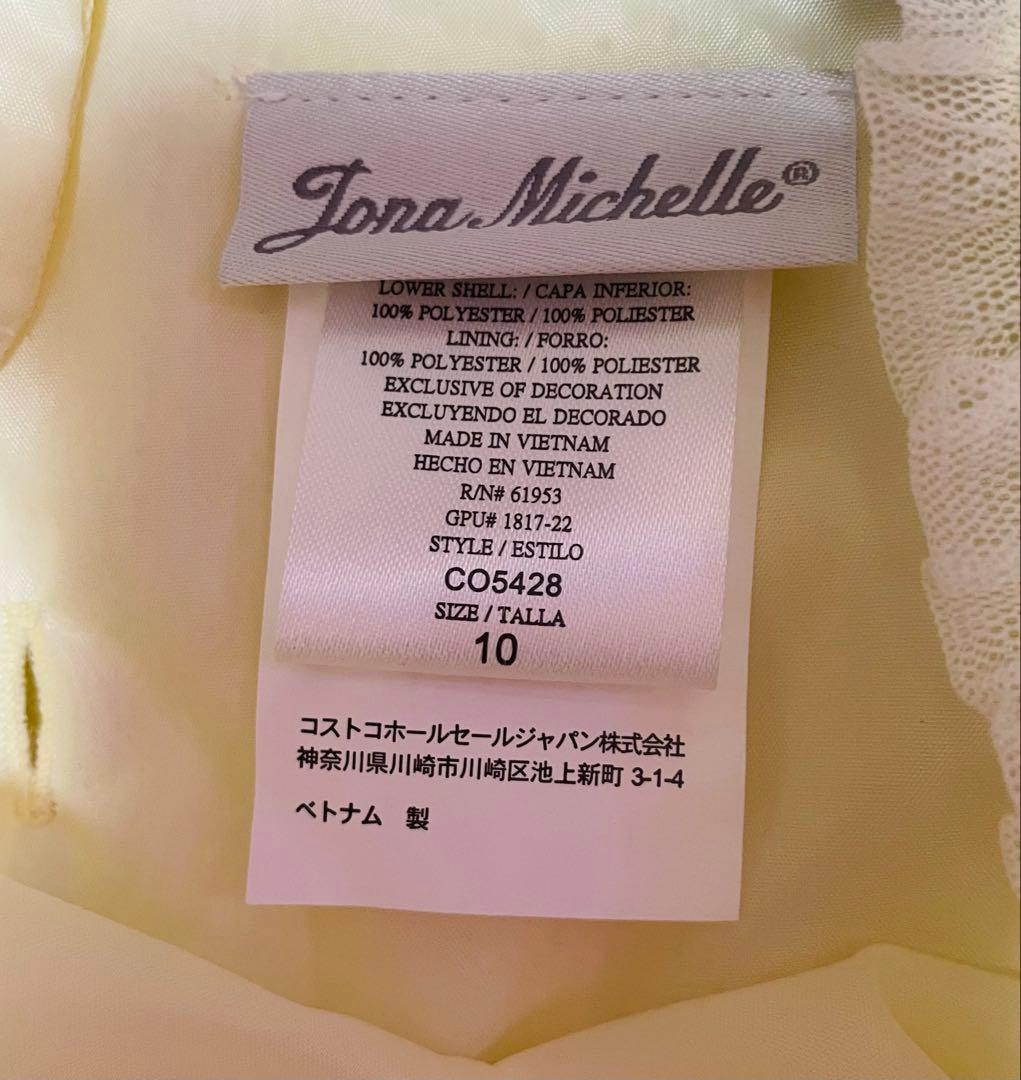 Jona Michelle®
LOWER SHELL: / CAPA INFERIOR:
100% POLYESTER / 100% POLIESTER
LINING: / FORRO:
100% POLYESTER / 100% POLIESTER
EXCLUSIVE OF DECORATION
EXCLUYENDO EL DECORADO
MADE IN VIETNAM
HECHO EN VIETNAM
R/N# 61953
GPU# 1817-22
STYLE / ESTILO
CO5428
SIZE / TALLA
10
コストコホールセールジャパン株式会社
神奈川県川崎市川崎区池上新町 3-1-4
ベトナム 製